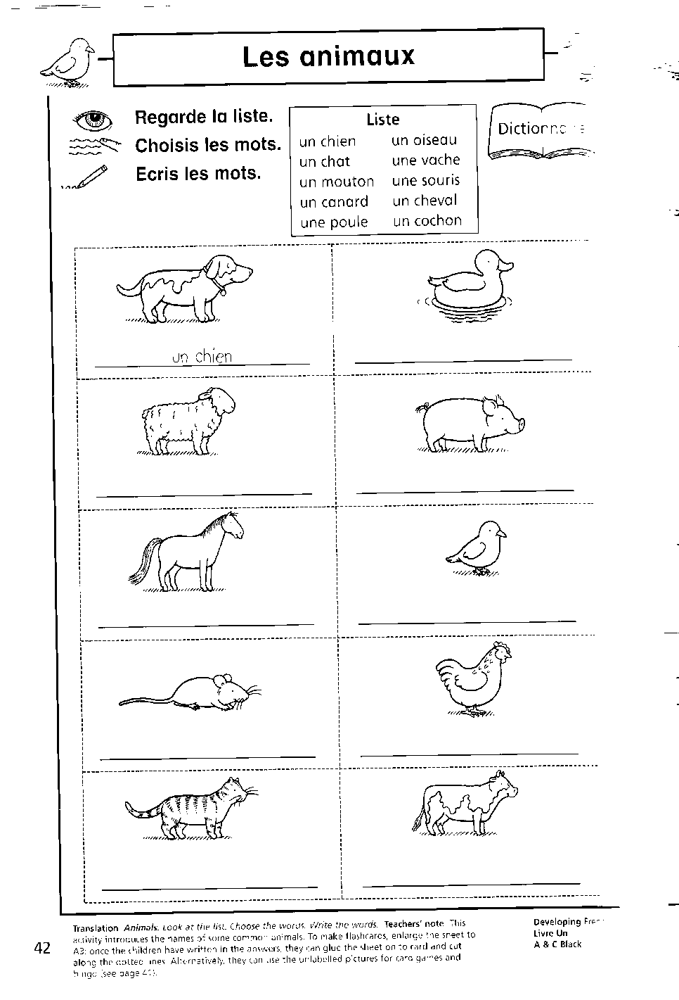 Les animaux
Regarde la liste.
Choisis les mots.
Ecris les mots.
Liste
un chien un oiseau
un chat une vache
un mouton une souris
un canard un cheval
une poule un cochon
un chien
Translation Animals. Look at the list. Choose the words. Write the words. Teachers' note This
activity introduces the names of some common animals. To make flashcards, enlarge the sheet to
A3; once the children have written in the answers, they can glue the sheet on to card and cut
along the dotted lines. Alternatively, they can use the unlabelled pictures for card games and
bingo (see page
42
Developing
Livre Un
A & C Black